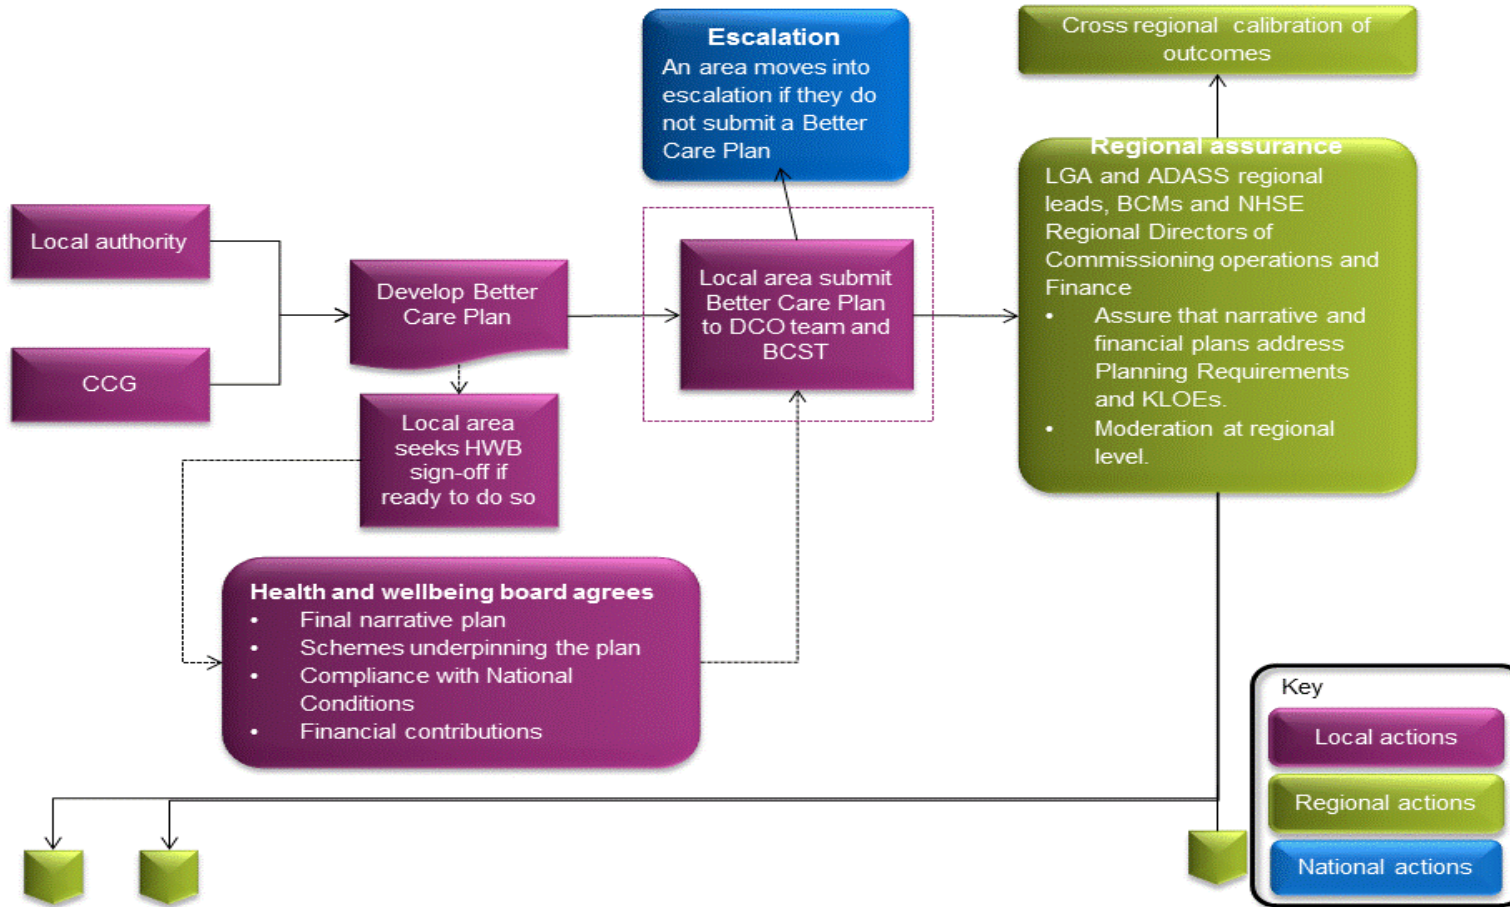 Escalation
An area moves into
escalation if they do
not submit a Better
Care Plan
Cross regional calibration of
outcomes
Regional assurance
LGA and ADASS regional
leads, BCMs and NHSE
Regional Directors of
Commissioning operations and
Finance
• Assure that narrative and
financial plans address
Planning Requirements
and KLOEs.
• Moderation at regional
level.
Local authority
CCG
Develop Better
Care Plan
Local area submit
Better Care Plan
to DCO team and
BCST
Local area
seeks HWB
sign-off if
ready to do so
Health and wellbeing board agrees
• Final narrative plan
• Schemes underpinning the plan
• Compliance with National
Conditions
• Financial contributions
Key
Local actions
Regional actions
National actions